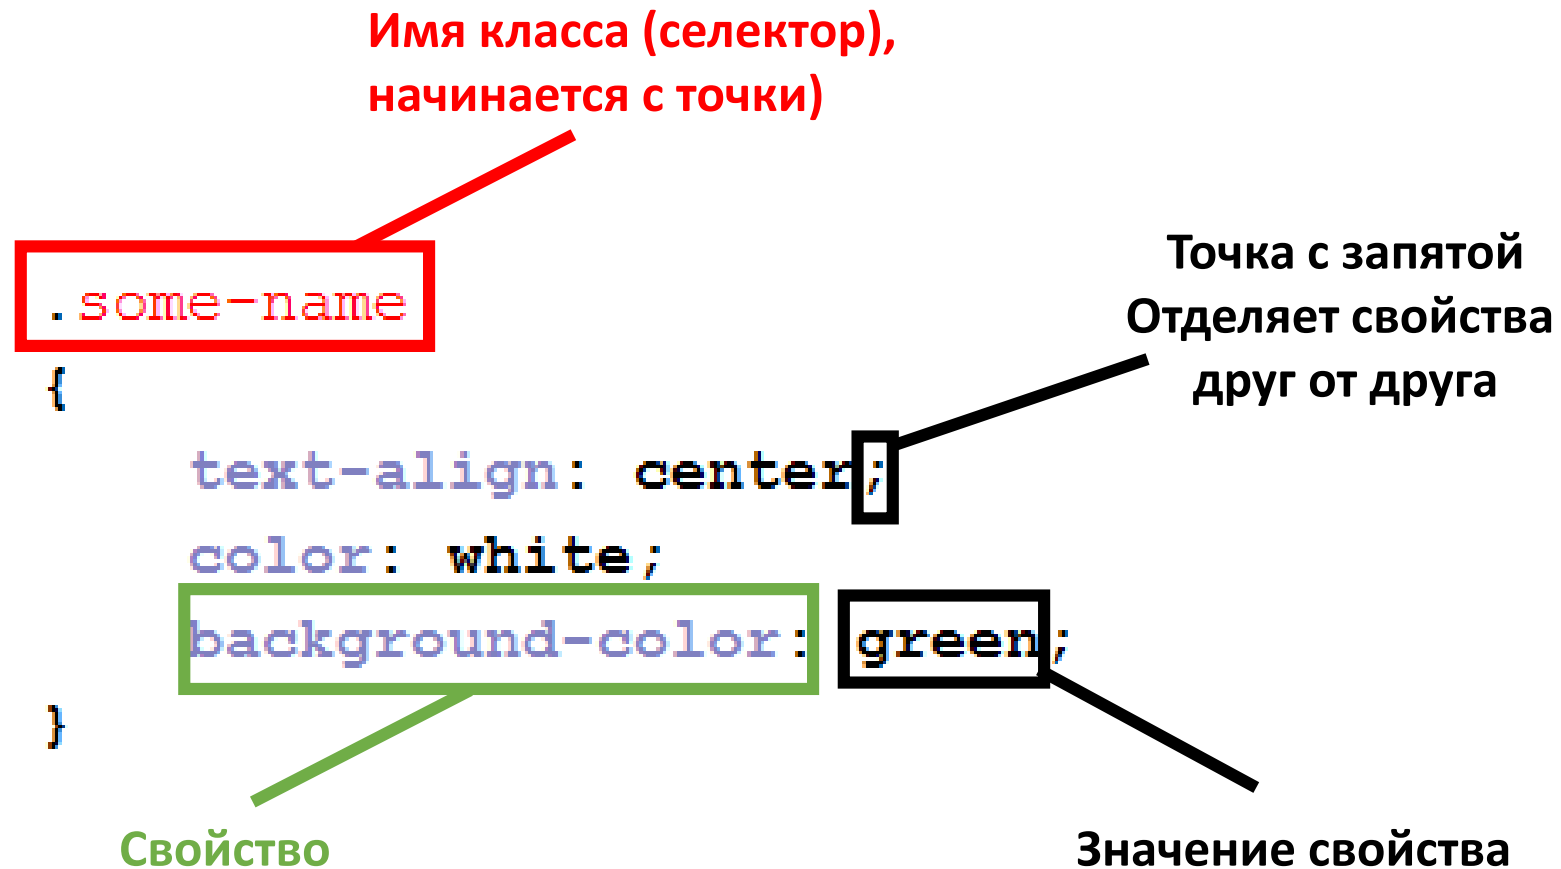 Имя класса (селектор),
начинается с точки)
.some-name
Точка с запятой
Отделяет свойства
друг от друга
{
text-align: center;
color: white;
background-color: green;
}
Свойство
Значение свойства